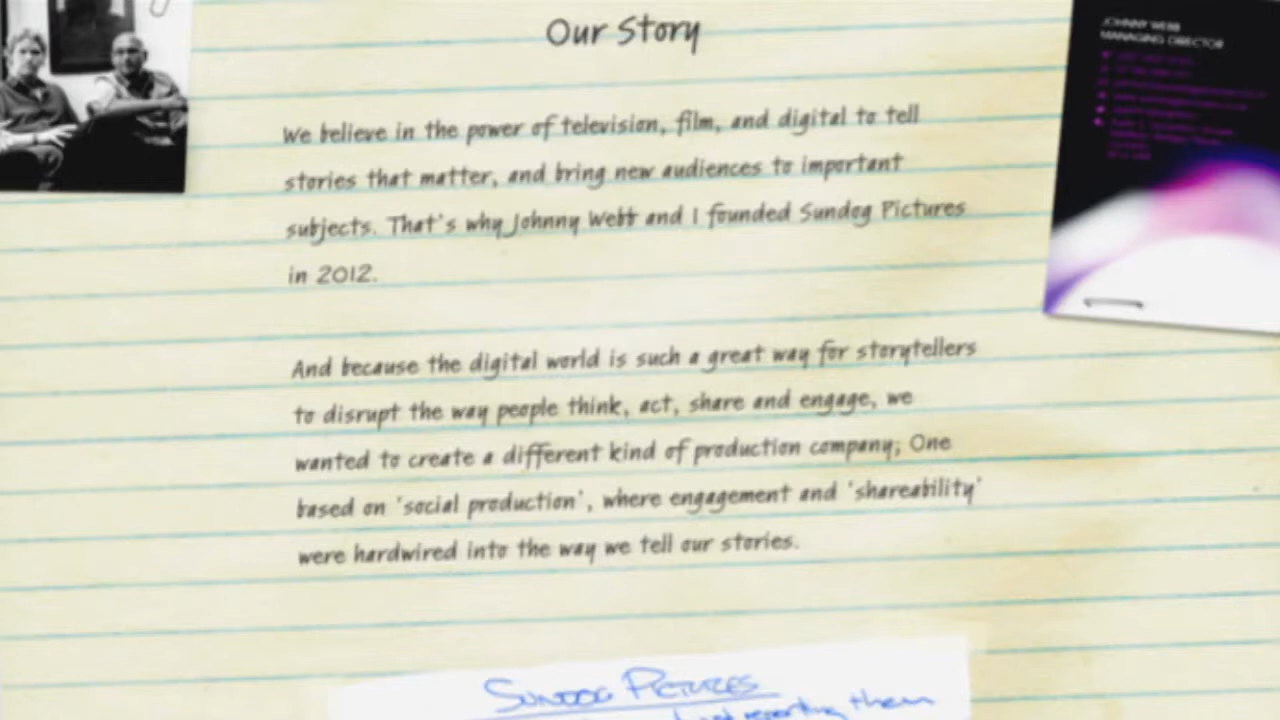 Our Story
We believe in the power of television, film, and digital to tell
stories that matter, and bring new audiences to important
subjects. That's why Johnny Webb and I founded Sundog Pictures
in 2012.
And because the digital world is such a great way for storytellers
to disrupt the way people think, act, share and engage, we
wanted to create a different kind of production company; One
based on 'social production', where engagement and 'shareability'
were hardwired into the way we tell our stories.
JOHNNY WEBB
MANAGING DIRECTOR
SUNDOG PICTURES
reporting them